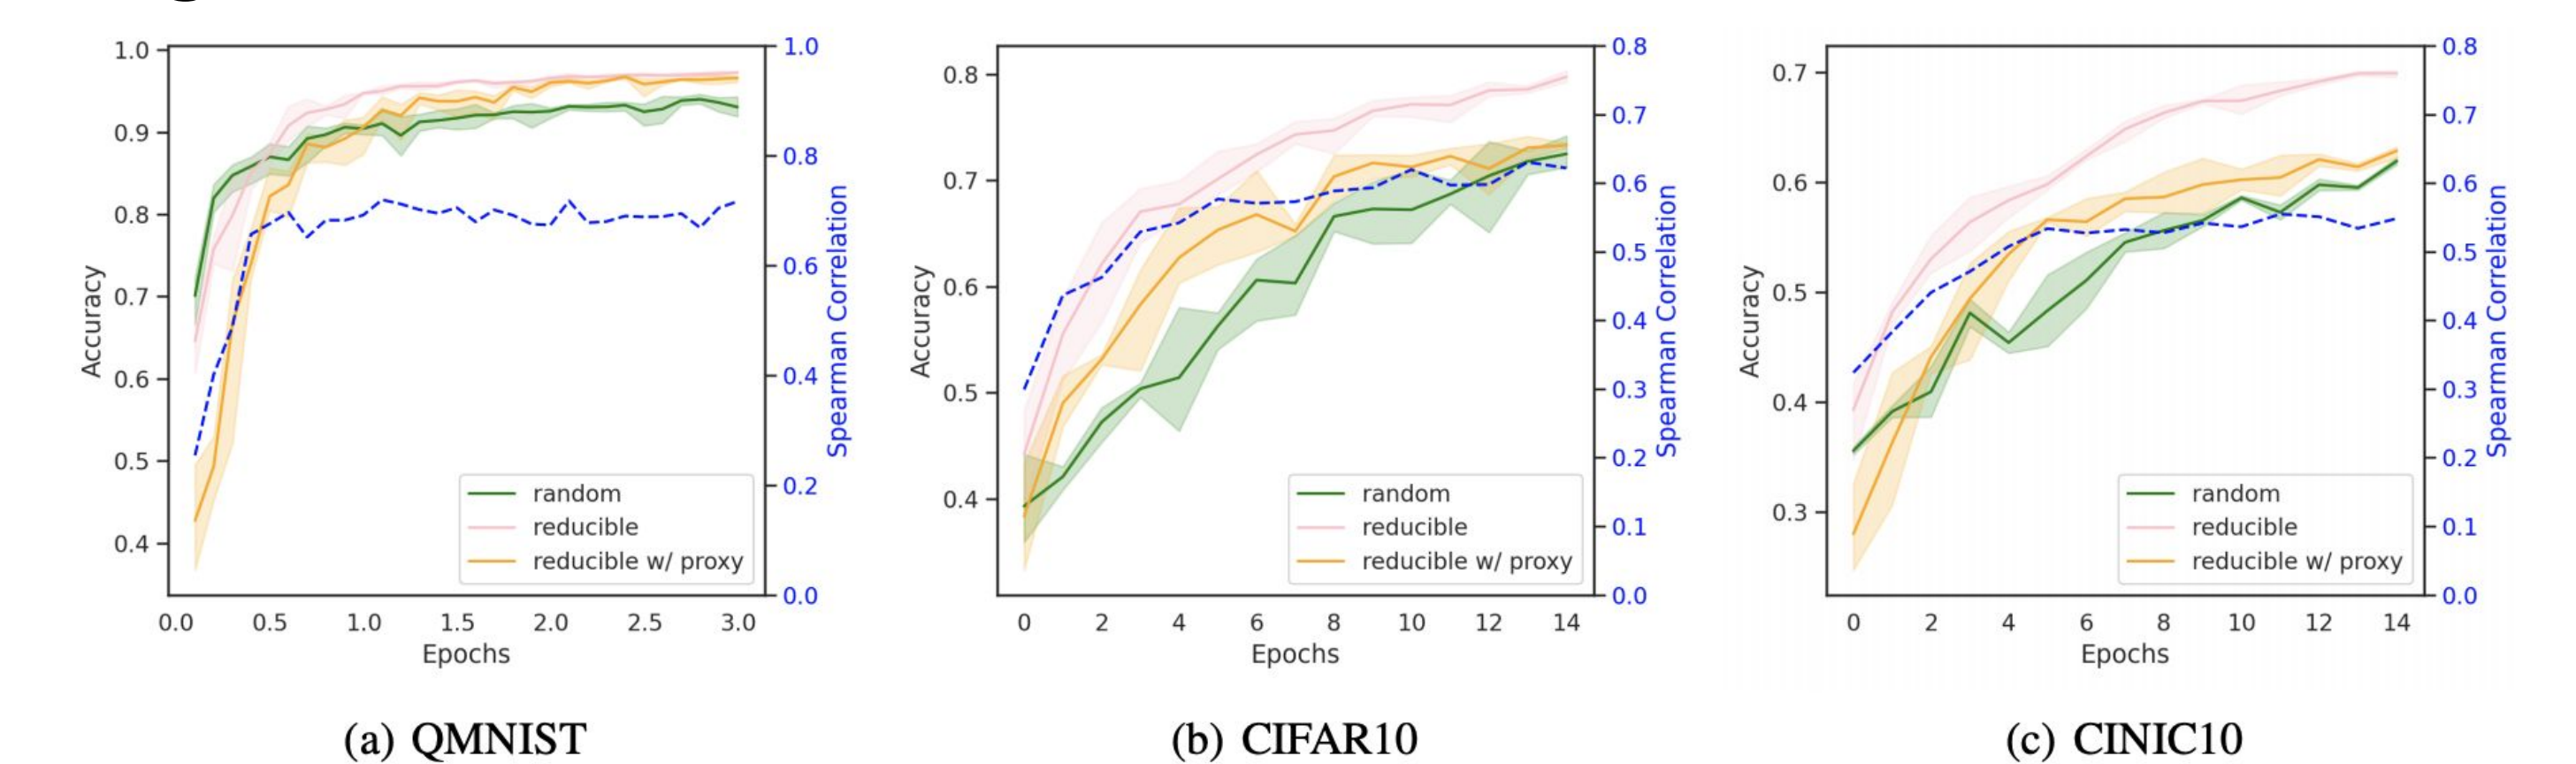 1.0
0.9
0.8
0.7
0.6
0.5
0.4
Accuracy
0.0 0.5 1.0 1.5 2.0 2.5 3.0
Epochs
1.0
0.8
0.6
0.4
0.2
0.0
Spearman Correlation
random
reducible
reducible w/ proxy
(a) QMNIST
0.8
0.7
0.6
0.5
0.4
Accuracy
0 2 4 6 8 10 12 14
Epochs
0.8
0.7
0.6
0.5
0.4
0.3
0.2
0.1
0.0
Spearman Correlation
random
reducible
reducible w/ proxy
(b) CIFAR10
0.7
0.6
0.5
0.4
0.3
Accuracy
0 2 4 6 8 10 12 14
Epochs
0.8
0.7
0.6
0.5
0.4
0.3
0.2
0.1
0.0
Spearman Correlation
random
reducible
reducible w/ proxy
(c) CINIC10